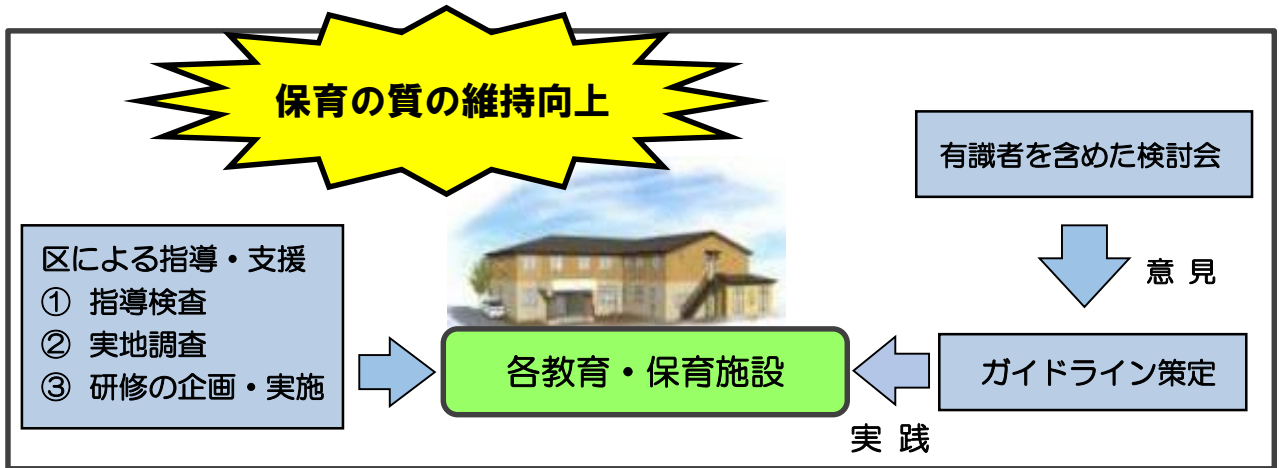 保育の質の維持向上
有識者を含めた検討会
意見
ガイドライン策定
実践
区による指導・支援
① 指導検査
② 実地調査
③ 研修の企画・実施
各教育・保育施設